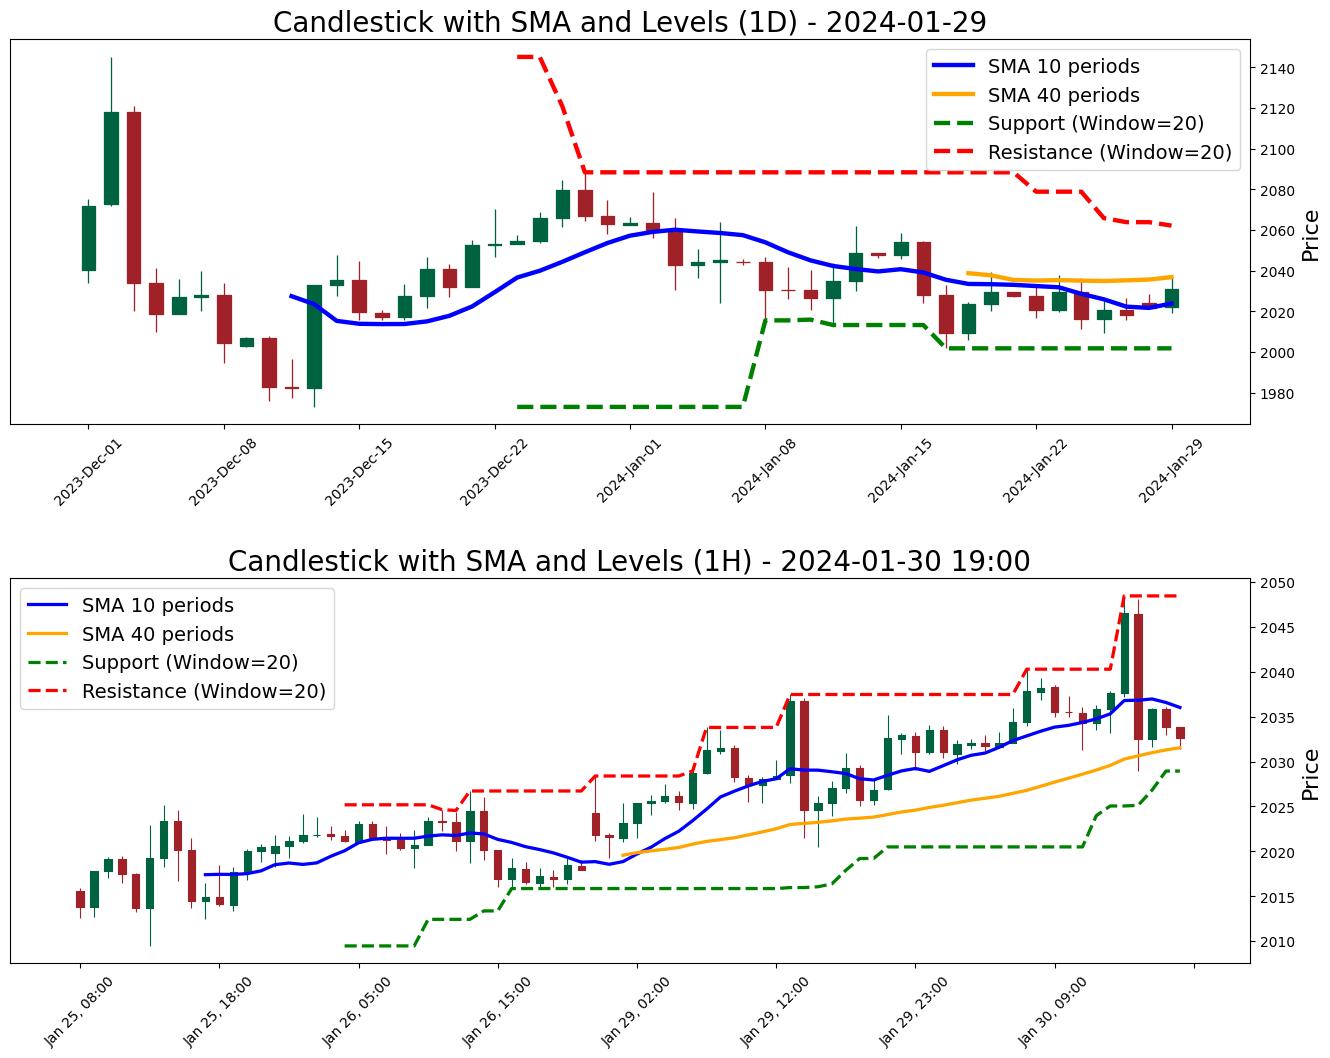 Candlestick with SMA and Levels (1D) - 2024-01-29
SMA 10 periods
SMA 40 periods
Support (Window=20)
Resistance (Window=20)
2140
2120
2100
2080
2060
2040
2020
2000
1980
Price
2023-Dec-01
2023-Dec-08
2023-Dec-15
2023-Dec-22
2024-Jan-01
2024-Jan-08
2024-Jan-15
2024-Jan-22
2024-Jan-29
Candlestick with SMA and Levels (1H) - 2024-01-30 19:00
SMA 10 periods
SMA 40 periods
Support (Window=20)
Resistance (Window=20)
2050
2045
2040
2035
2030
2025
2020
2015
2010
Price
Jan 25, 08:00
Jan 25, 18:00
Jan 26, 05:00
Jan 26, 15:00
Jan 29, 02:00
Jan 29, 12:00
Jan 29, 23:00
Jan 30, 09:00